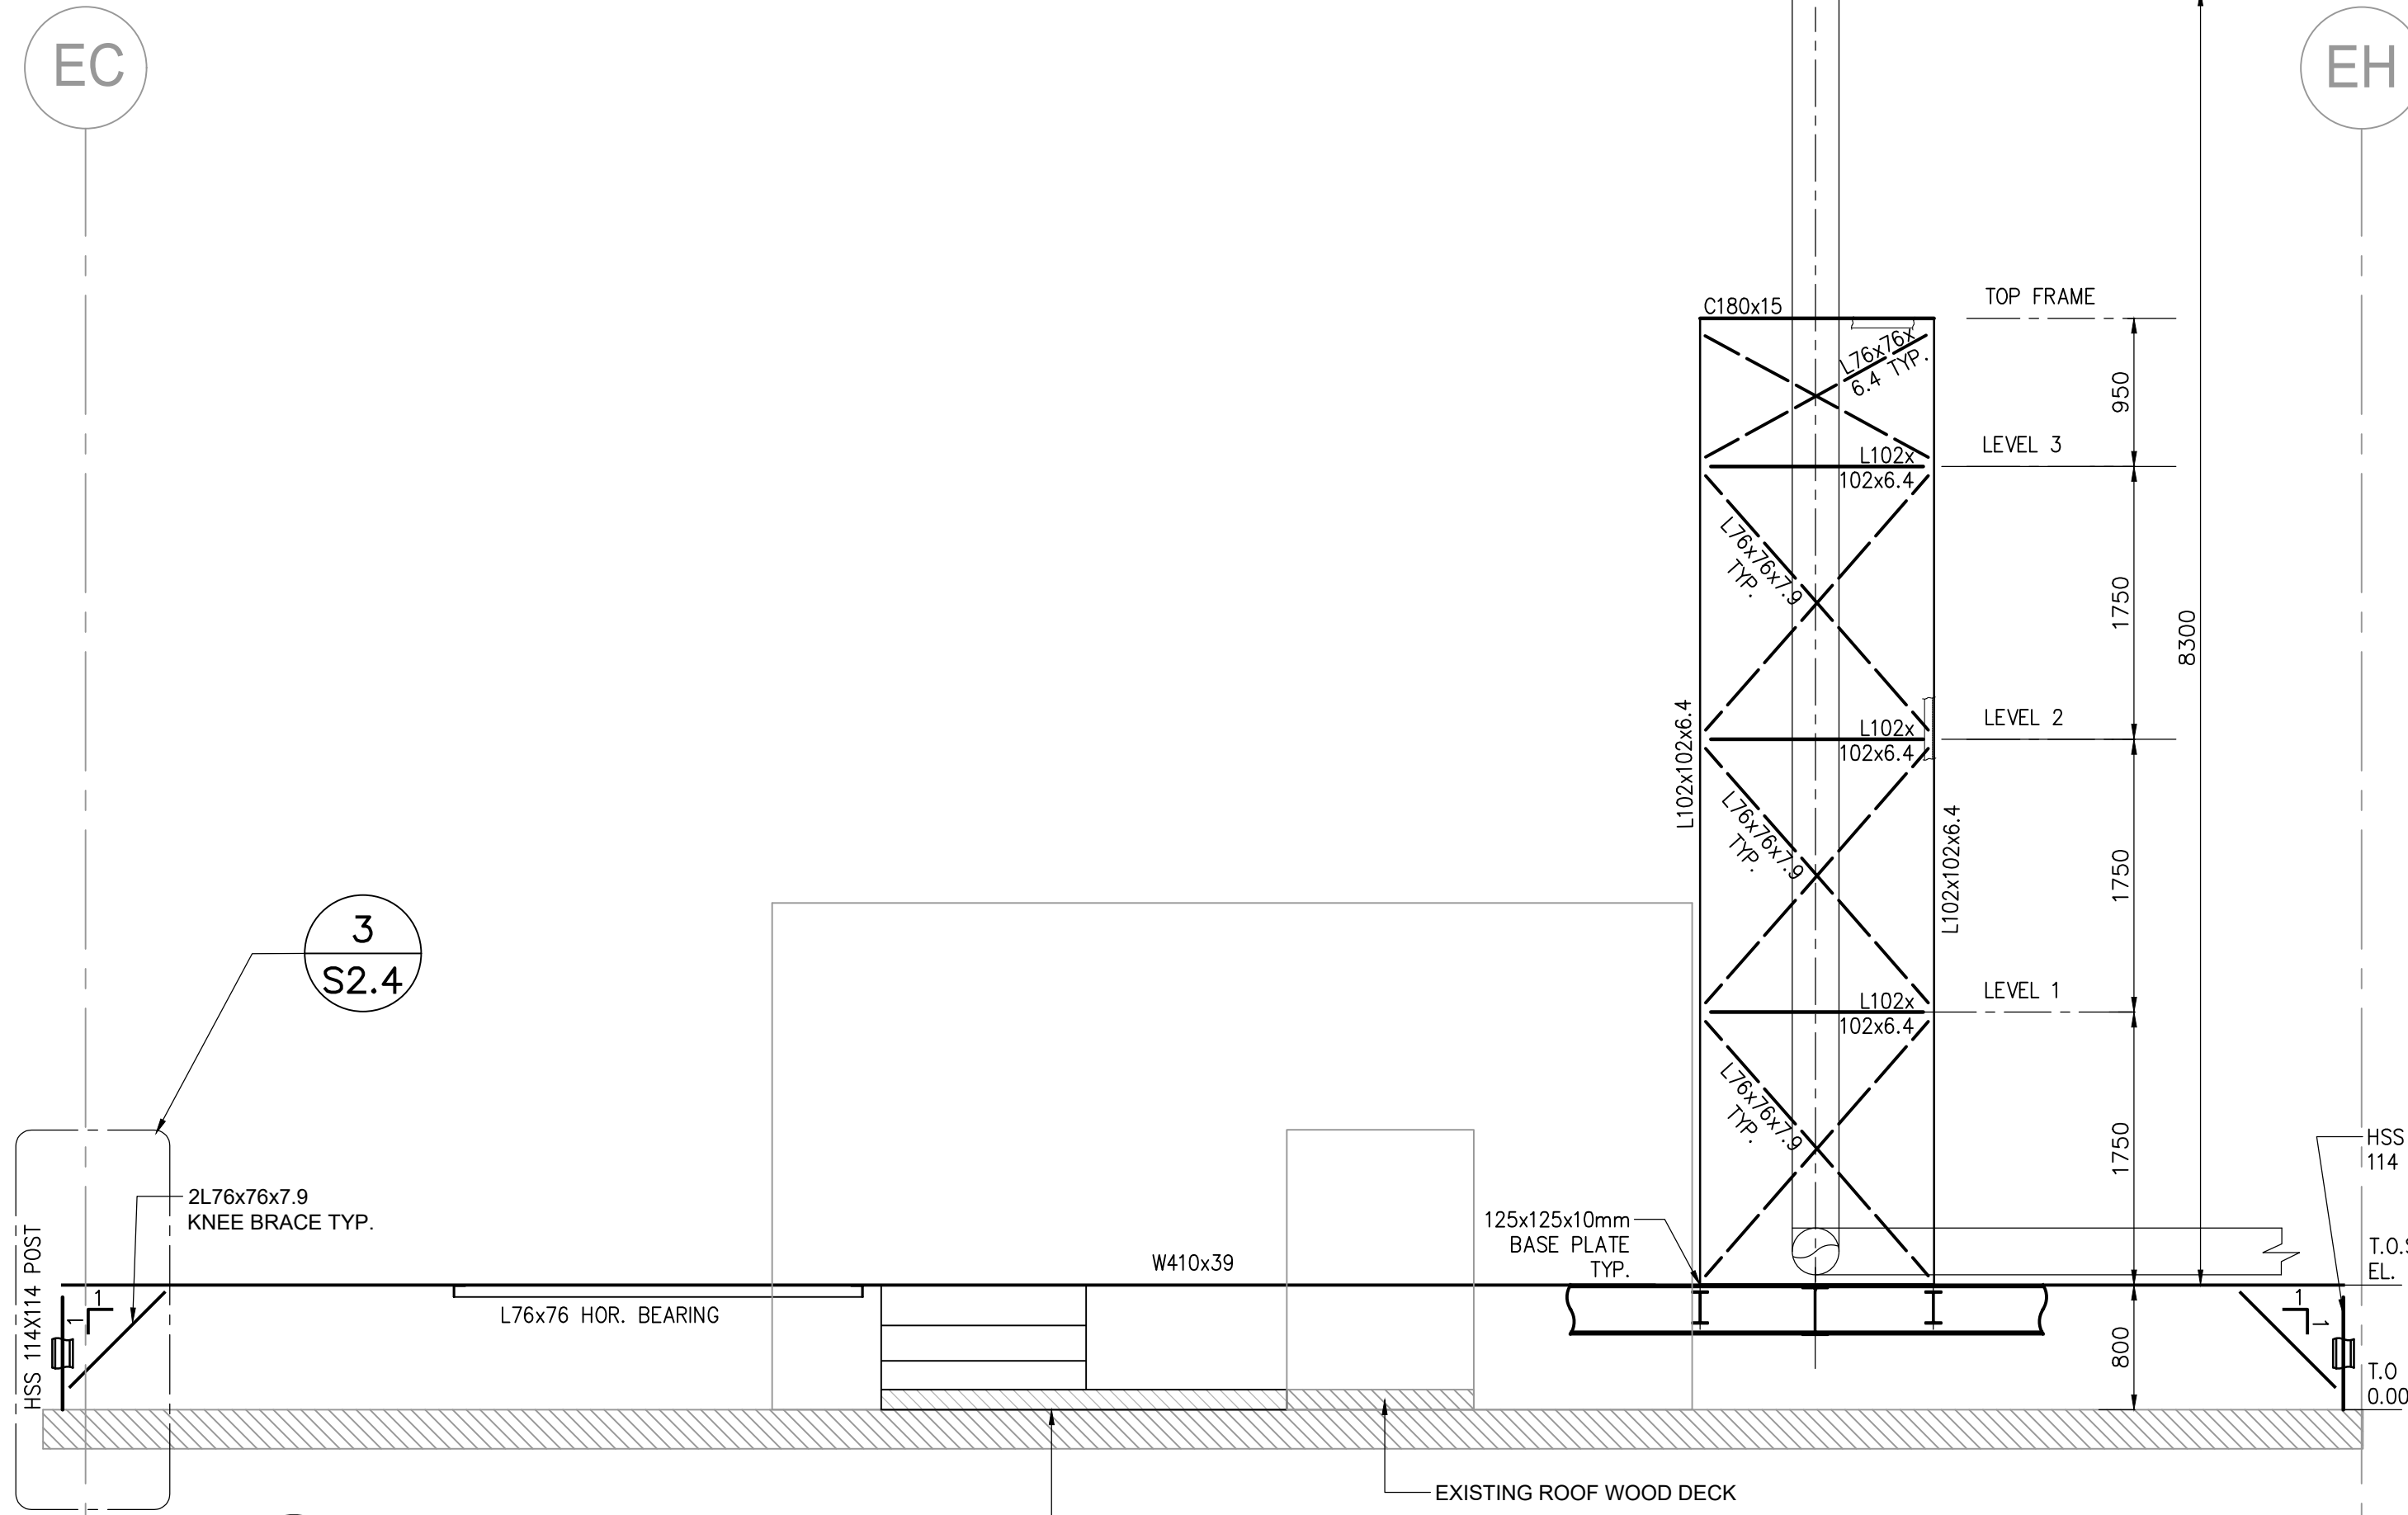 EC
EH
C180x15
TOP FRAME
L76x76x
6.4 TYP.
950
LEVEL 3
L102x
102x6.4
L76x76x7.9
TYP.
1750
8300
L102x102x6.4
LEVEL 2
L102x
102x6.4
L76x76x7.9
TYP.
1750
L102x102x6.4
3
S2.4
LEVEL 1
L102x
102x6.4
L76x76x7.9
TYP.
1750
HSS
114
2L76x76x7.9
KNEE BRACE TYP.
HSS 114X114 POST
125x125x10mm
BASE PLATE
TYP.
W410x39
T.O.S
EL.
1
1
L76x76 HOR. BEARING
1
1
800
T.O
0.00
EXISTING ROOF WOOD DECK